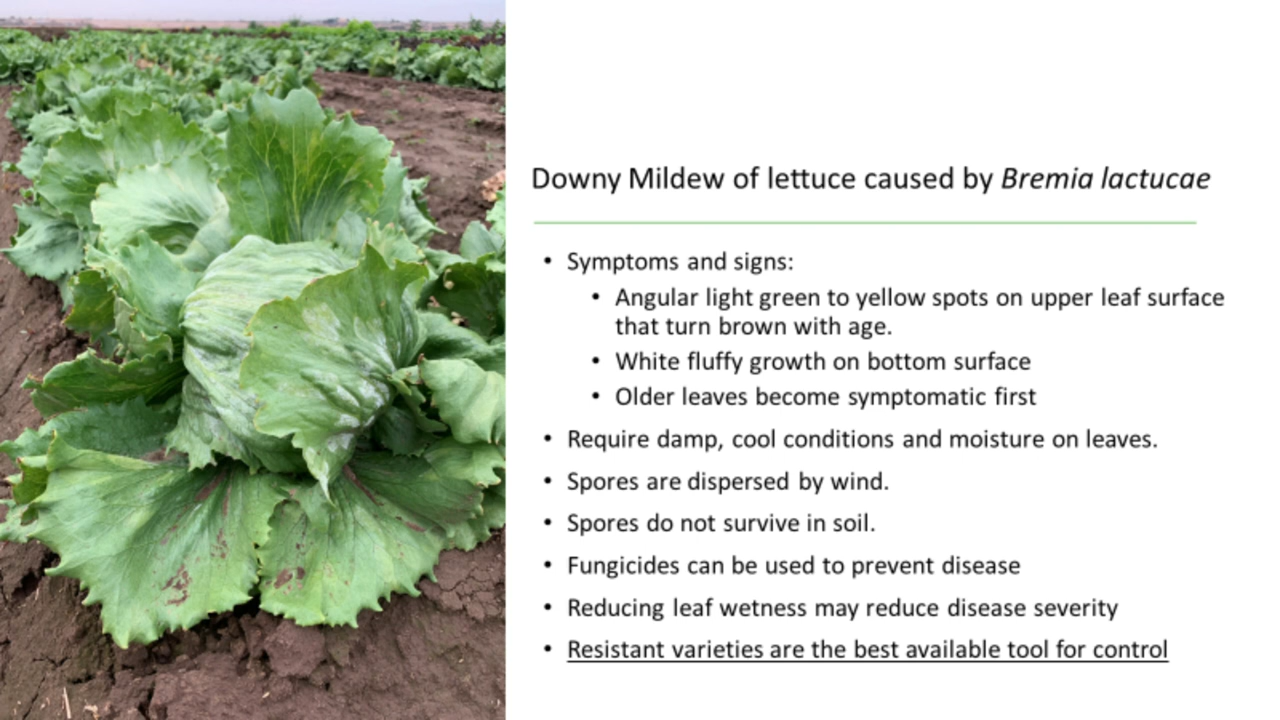 Downy Mildew of lettuce caused by Bremia lactucae
• Symptoms and signs:
• Angular light green to yellow spots on upper leaf surface
that turn brown with age.
• White fluffy growth on bottom surface
• Older leaves become symptomatic first
• Require damp, cool conditions and moisture on leaves.
• Spores are dispersed by wind.
• Spores do not survive in soil.
• Fungicides can be used to prevent disease
• Reducing leaf wetness may reduce disease severity
• Resistant varieties are the best available tool for control